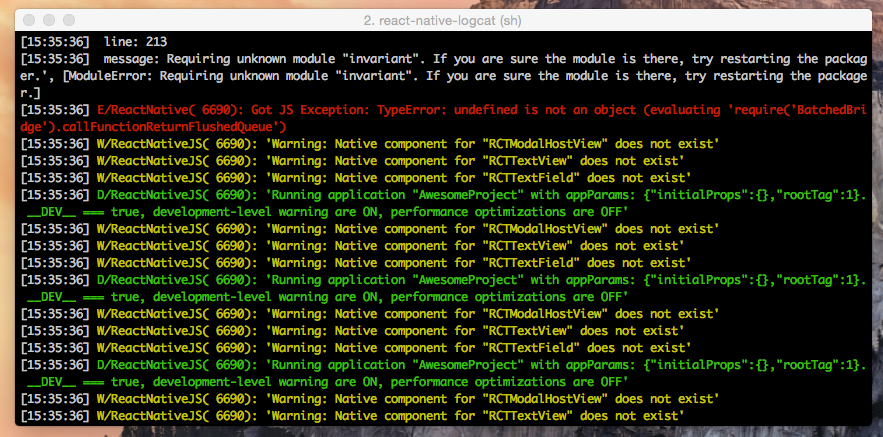 2. react-native-logcat (sh)
[15:35:36]  line: 213
[15:35:36]  message: Requiring unknown module "invariant". If you are sure the module is there, try restarting the packag
er.', [ModuleError: Requiring unknown module "invariant". If you are sure the module is there, try restarting the package
r.]
[15:35:36] E/ReactNative( 6690): Got JS Exception: TypeError: undefined is not an object (evaluating 'require('BatchedBri
dge').callFunctionReturnFlushedQueue')
[15:35:36] W/ReactNativeJS( 6690): 'Warning: Native component for "RCTModalHostView" does not exist'
[15:35:36] W/ReactNativeJS( 6690): 'Warning: Native component for "RCTTextView" does not exist'
[15:35:36] W/ReactNativeJS( 6690): 'Warning: Native component for "RCTTextField" does not exist'
[15:35:36] D/ReactNativeJS( 6690): 'Running application "AwesomeProject" with appParams: {"initialProps":{},"rootTag":1}.
 __DEV__ === true, development-level warning are ON, performance optimizations are OFF'
[15:35:36] W/ReactNativeJS( 6690): 'Warning: Native component for "RCTModalHostView" does not exist'
[15:35:36] W/ReactNativeJS( 6690): 'Warning: Native component for "RCTTextView" does not exist'
[15:35:36] W/ReactNativeJS( 6690): 'Warning: Native component for "RCTTextField" does not exist'
[15:35:36] D/ReactNativeJS( 6690): 'Running application "AwesomeProject" with appParams: {"initialProps":{},"rootTag":1}.
 __DEV__ === true, development-level warning are ON, performance optimizations are OFF'
[15:35:36] W/ReactNativeJS( 6690): 'Warning: Native component for "RCTModalHostView" does not exist'
[15:35:36] W/ReactNativeJS( 6690): 'Warning: Native component for "RCTTextView" does not exist'
[15:35:36] W/ReactNativeJS( 6690): 'Warning: Native component for "RCTTextField" does not exist'
[15:35:36] D/ReactNativeJS( 6690): 'Running application "AwesomeProject" with appParams: {"initialProps":{},"rootTag":1}.
 __DEV__ === true, development-level warning are ON, performance optimizations are OFF'
[15:35:36] W/ReactNativeJS( 6690): 'Warning: Native component for "RCTModalHostView" does not exist'
[15:35:36] W/ReactNativeJS( 6690): 'Warning: Native component for "RCTTextView" does not exist'